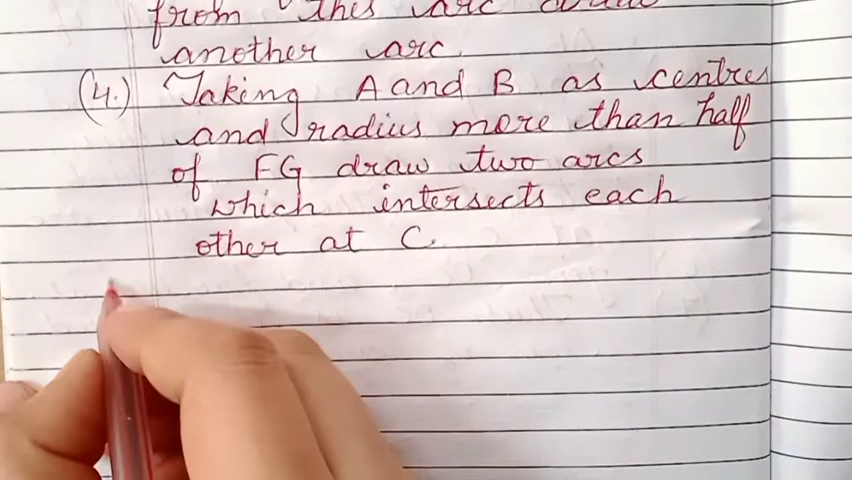 from this arc
another arc
(4.) Taking A and B as centres
and radius more than half
of FG draw two arcs
which intersects each
other at C.